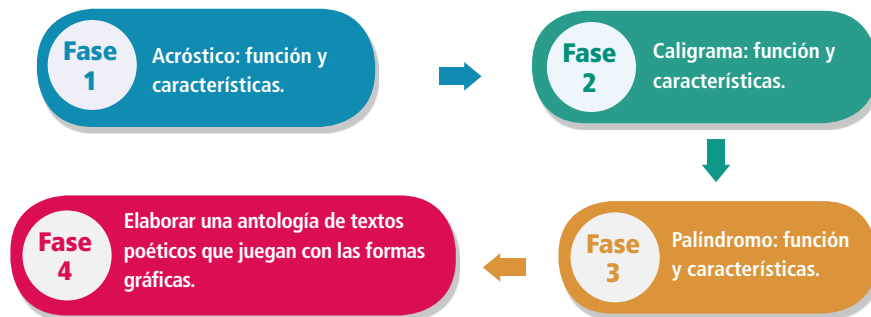 Fase
1
Acróstico: función y
características.
Fase
2
Caligrama: función y
características.
Fase
3
Palíndromo: función
y características.
Fase
4
Elaborar una antología de textos
poéticos que juegan con las formas
gráficas.